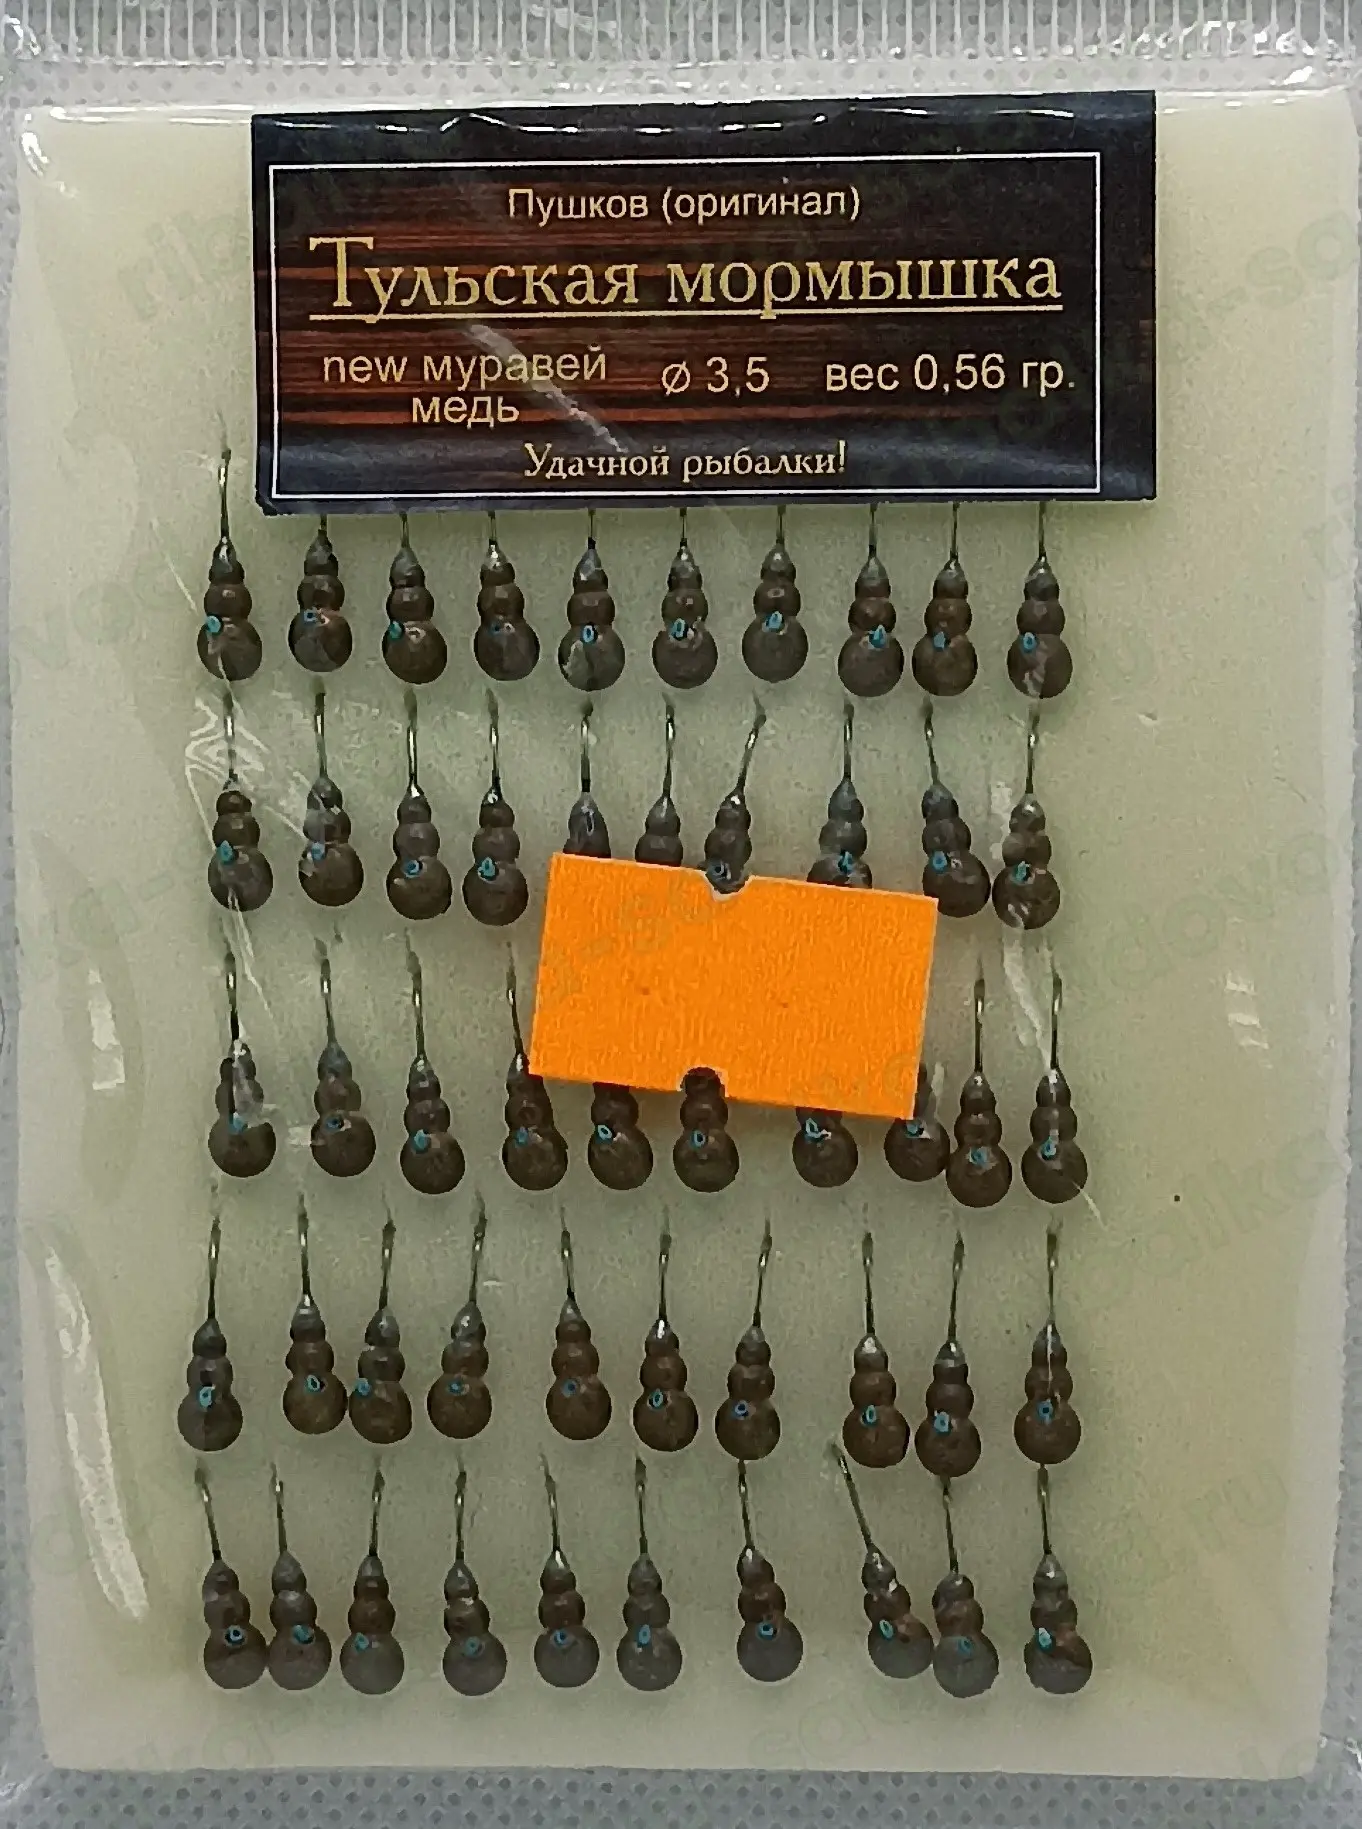 Пушков (оригинал)
Тульская мормышка
new муравей ⌀ 3,5 вес 0,56 гр.
медь
Удачной рыбалки!